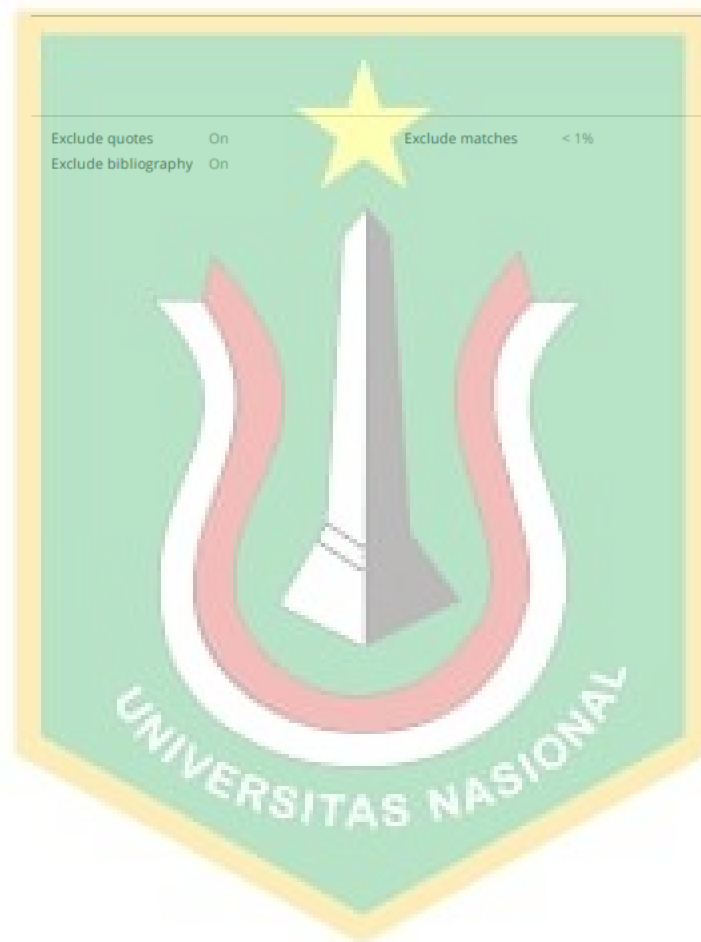 Exclude quotes On Exclude matches < 1%
Exclude bibliography On
UNIVERSITAS NASIONAL